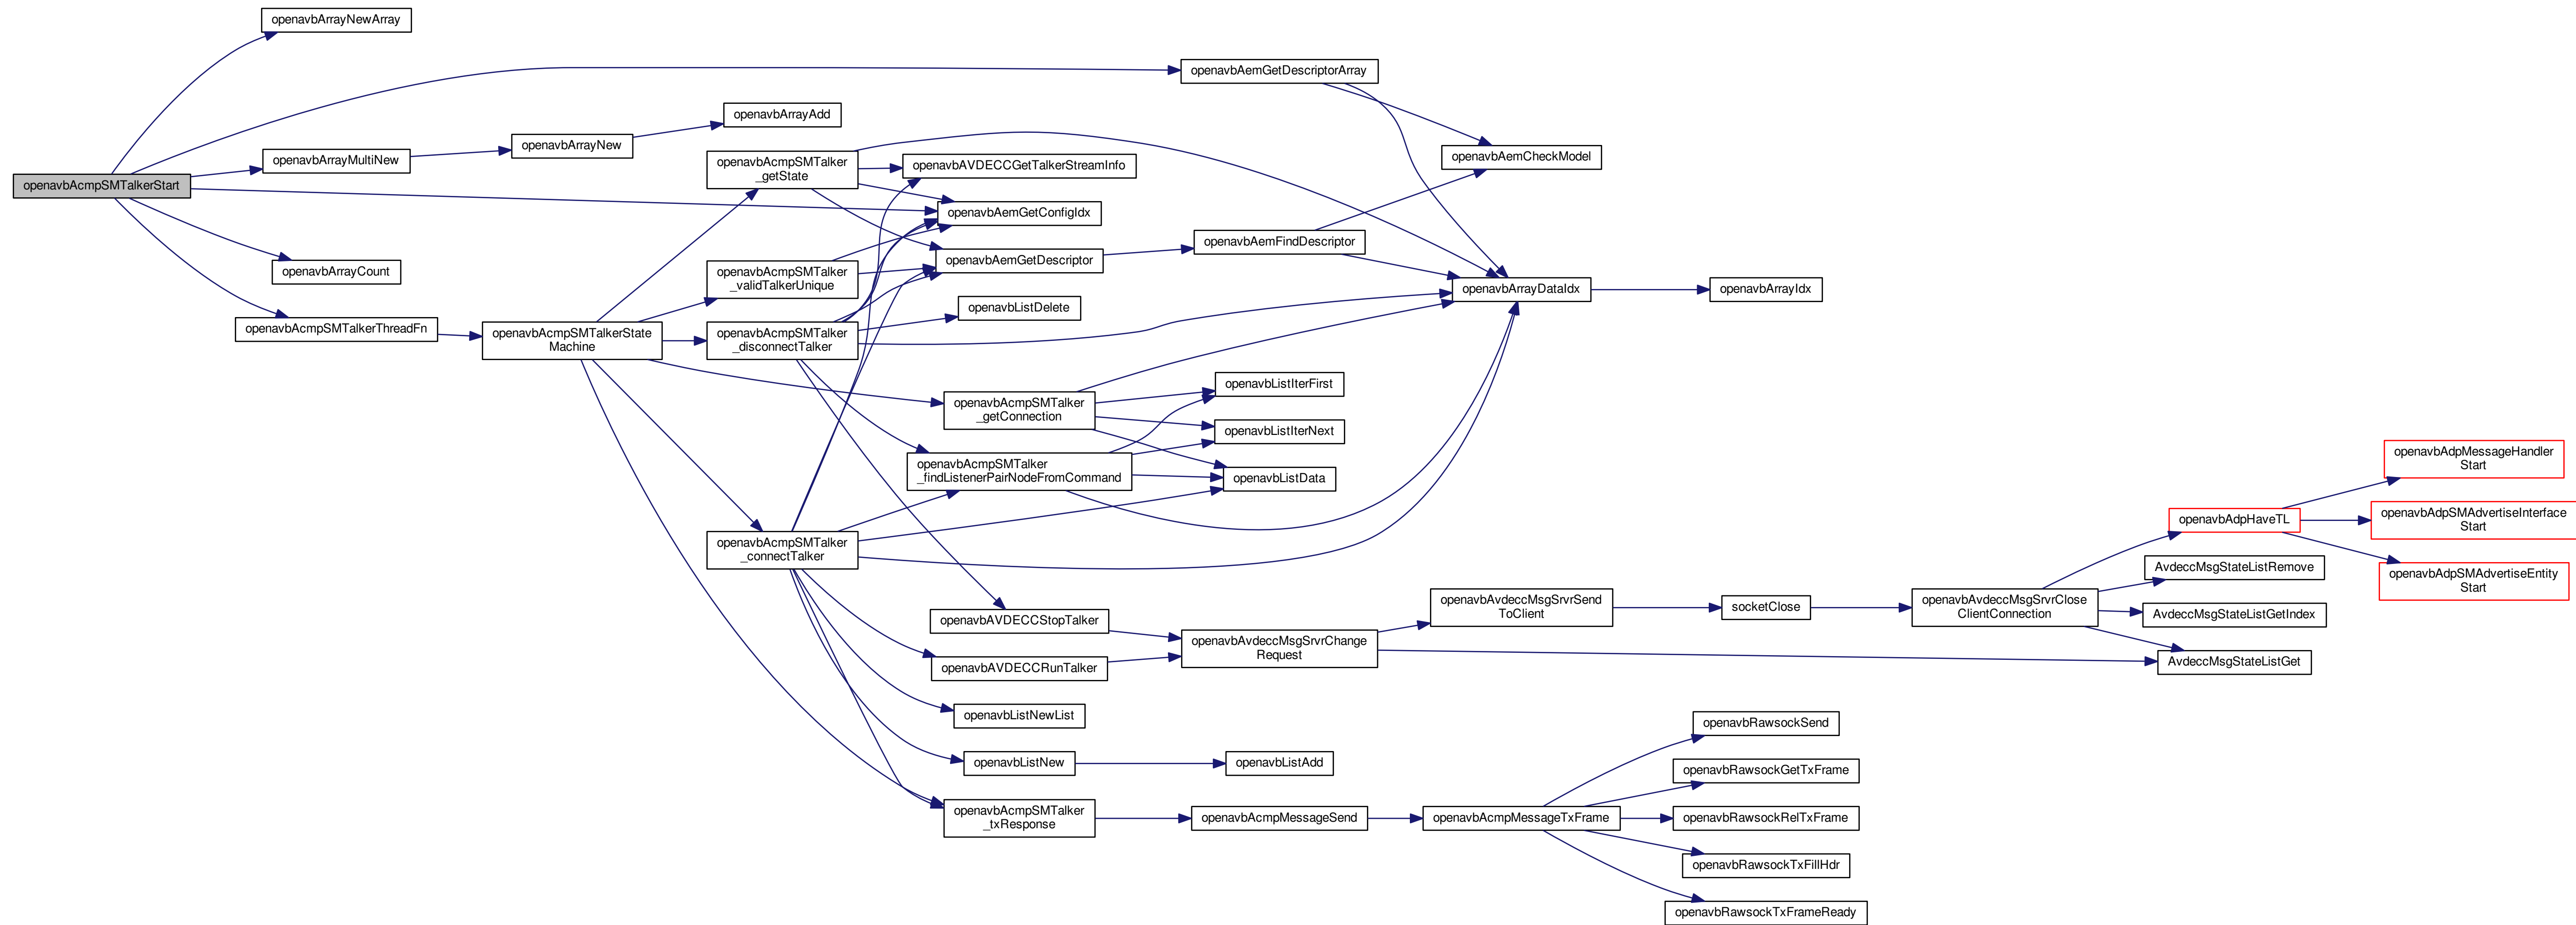 openavbAcmpSMTalkerStart
openavbArrayNewArray
openavbAemGetDescriptorArray
openavbArrayMultiNew
openavbArrayNew
openavbArrayAdd
openavbArrayCount
openavbAcmpSMTalkerThreadFn
openavbAcmpSMTalkerState
Machine
openavbAcmpSMTalker
_getState
openavbAcmpSMTalker
_validTalkerUnique
openavbAcmpSMTalker
_disconnectTalker
openavbAcmpSMTalker
_connectTalker
openavbAVDECCGetTalkerStreamInfo
openavbAemGetConfigIdx
openavbAemGetDescriptor
openavbListDelete
openavbAcmpSMTalker
_getConnection
openavbAcmpSMTalker
_findListenerPairNodeFromCommand
openavbAVDECCStopTalker
openavbAVDECCRunTalker
openavbListNewList
openavbListNew
openavbAcmpSMTalker
_txResponse
openavbAemFindDescriptor
openavbListIterFirst
openavbListIterNext
openavbListData
openavbAvdeccMsgSrvrChange
Request
openavbListAdd
openavbAcmpMessageSend
openavbAemCheckModel
openavbArrayDataIdx
openavbArrayIdx
openavbAvdeccMsgSrvrSend
ToClient
socketClose
openavbAvdeccMsgSrvrClose
ClientConnection
openavbAcmpMessageTxFrame
openavbRawsockSend
openavbRawsockGetTxFrame
openavbRawsockRelTxFrame
openavbRawsockTxFillHdr
openavbRawsockTxFrameReady
openavbAdpHaveTL
AvdeccMsgStateListRemove
AvdeccMsgStateListGetIndex
AvdeccMsgStateListGet
openavbAdpMessageHandler
Start
openavbAdpSMAdvertiseInterface
Start
openavbAdpSMAdvertiseEntity
Start